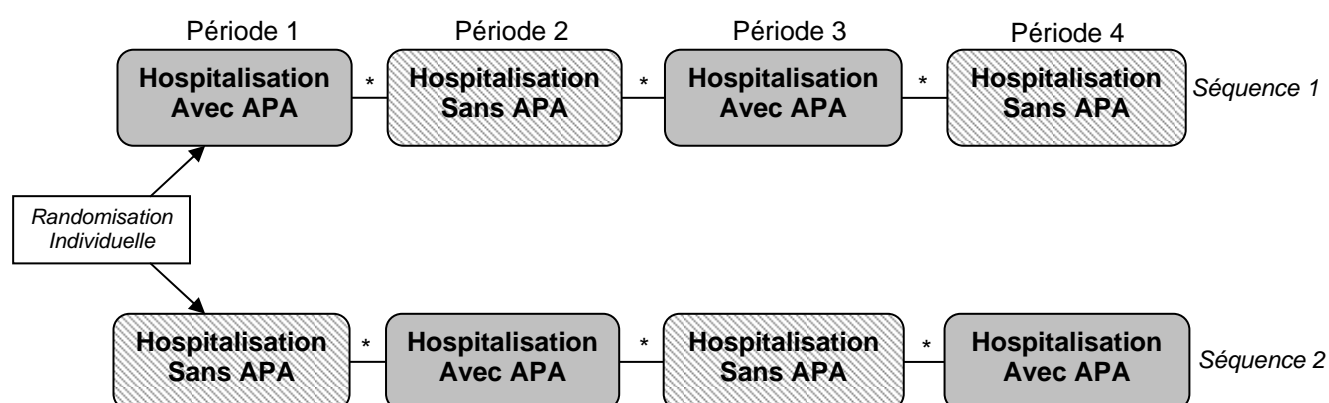 Période 1
Période 2
Période 3
Période 4
Hospitalisation
Avec APA
*
Hospitalisation
Sans APA
*
Hospitalisation
Avec APA
*
Hospitalisation
Sans APA
Séquence 1
Randomisation
Individuelle
Hospitalisation
Sans APA
*
Hospitalisation
Avec APA
*
Hospitalisation
Sans APA
*
Hospitalisation
Avec APA
Séquence 2